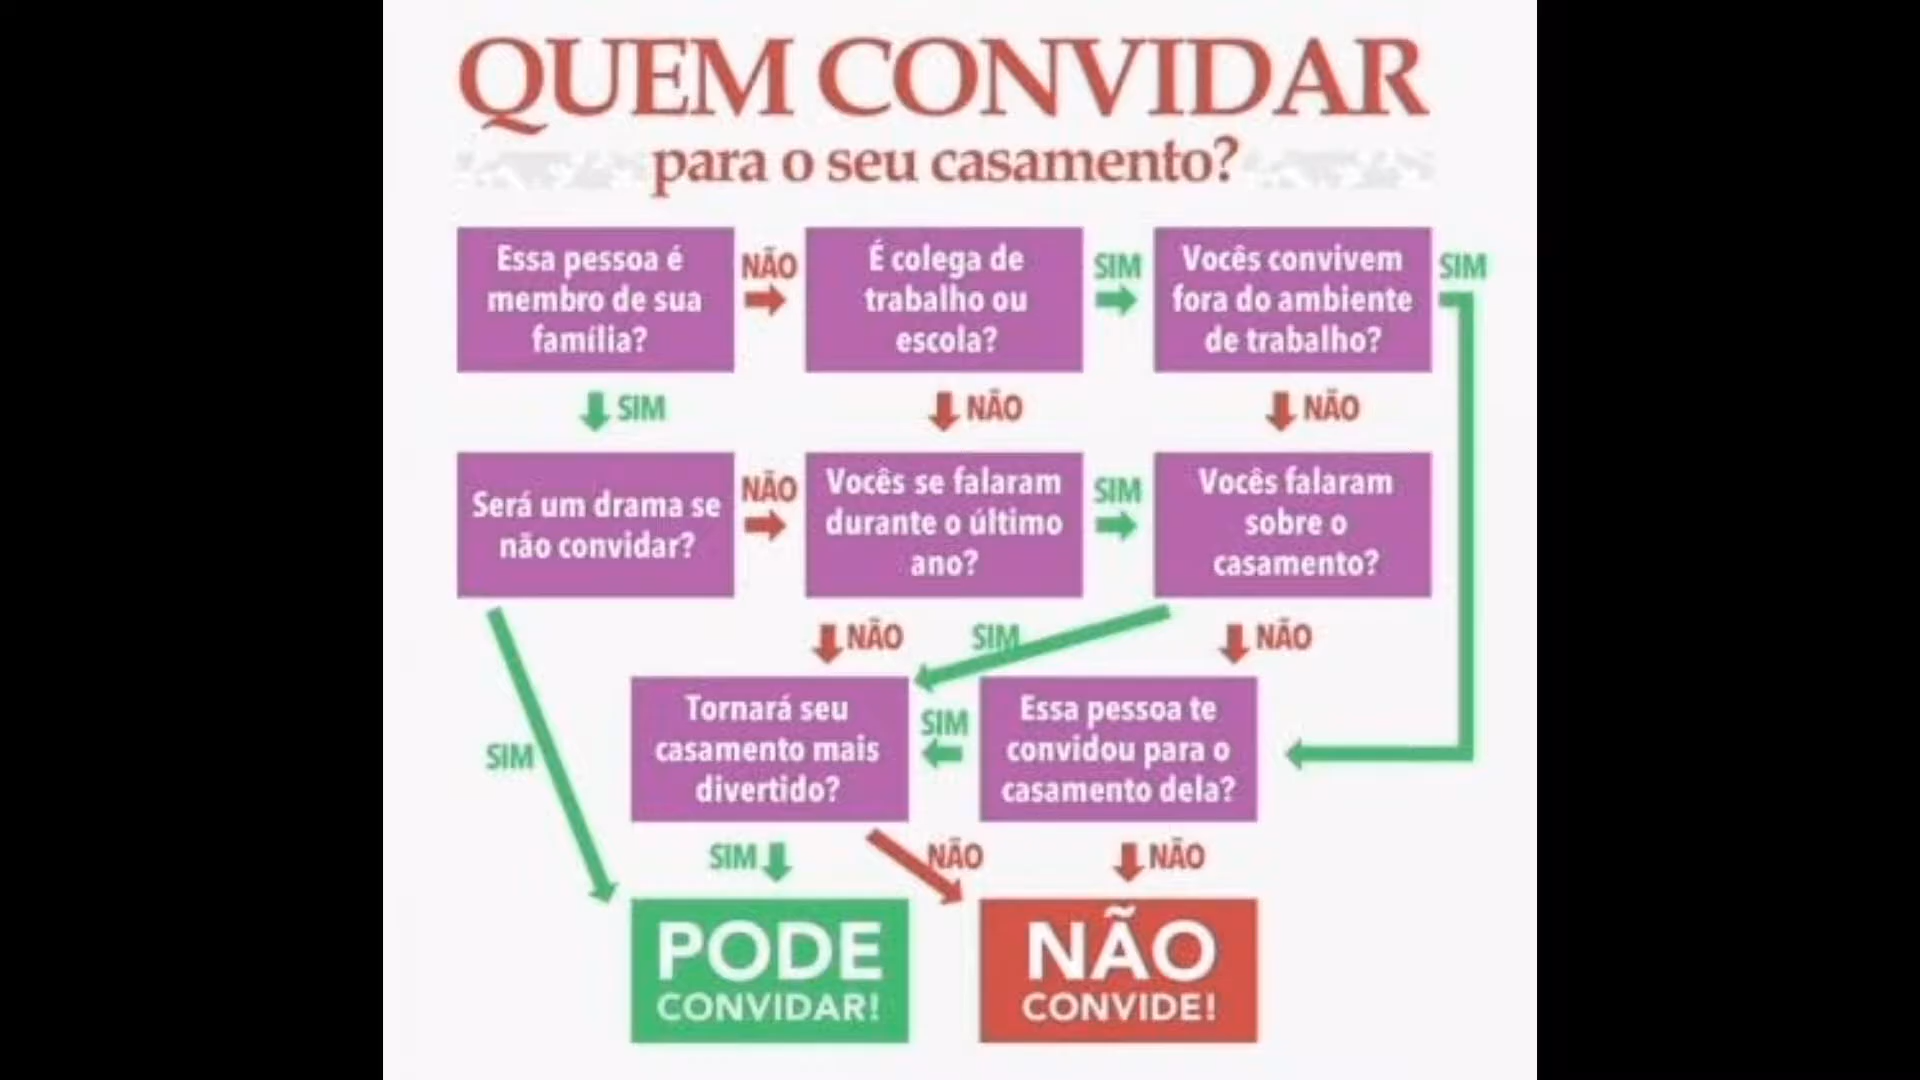 QUEM CONVIDAR
para o seu casamento?
Essa pessoa é
membro de sua
família?
NÃO
É colega de
trabalho ou
escola?
SIM
Vocês convivem
fora do ambiente
de trabalho?
SIM
SIM
NÃO
NÃO
Será um drama se
não convidar?
NÃO
Vocês se falaram
durante o último
ano?
SIM
Vocês falaram
sobre o
casamento?
NÃO
SIM
NÃO
SIM
Tornará seu
casamento mais
divertido?
SIM
Essa pessoa te
convidou para o
casamento dela?
SIM
NÃO
NÃO
PODE
CONVIDAR!
NÃO
CONVIDE!